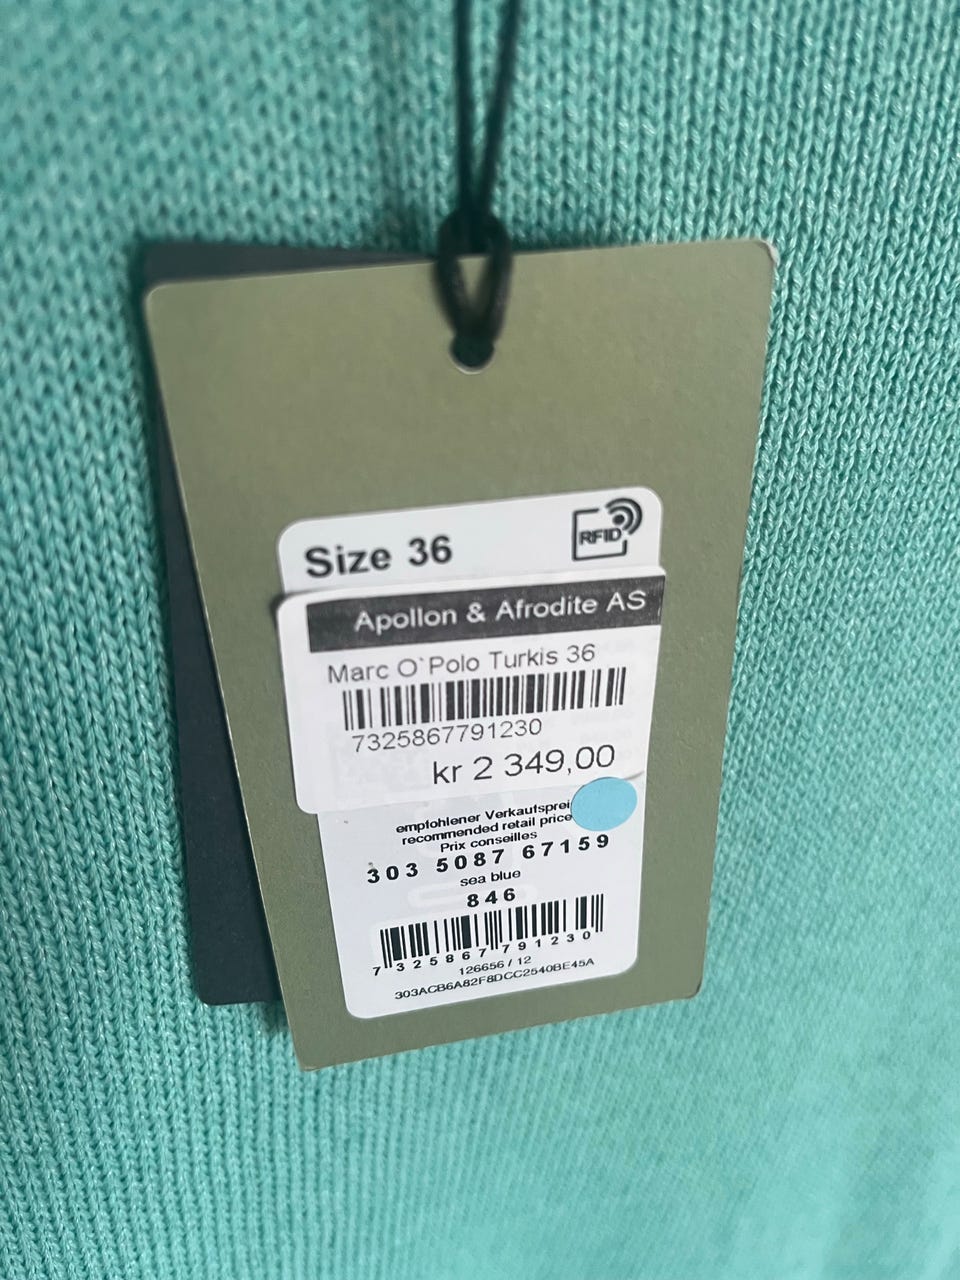 Size 36
RFID
Apollon & Afrodite AS
Marc O`Polo Turkis 36
7325867791230
kr 2 349,00
empfohlener Verkaufsprei
recommended retail price
Prix conseilles
303 5087 67159
sea blue
846
7 325867 791230
126656 / 12
303ACB6A82F8DCC2540BE45A